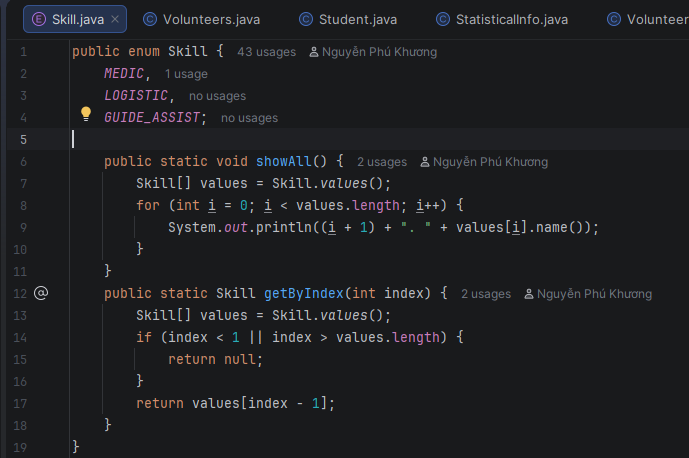 Skill.java Volunteers.java Student.java StatisticalInfo.java Volunteer
1 public enum Skill { 43 usages Nguyễn Phú Khương
2 MEDIC, 1 usage
3 LOGISTIC, no usages
4 GUIDE_ASSIST; no usages
5
6 public static void showAll() { 2 usages Nguyễn Phú Khương
7 Skill[] values = Skill.values();
8 for (int i = 0; i < values.length; i++) {
9 System.out.println((i + 1) + ". " + values[i].name());
10 }
11 }
12 public static Skill getByIndex(int index) { 2 usages Nguyễn Phú Khương
13 Skill[] values = Skill.values();
14 if (index < 1 || index > values.length) {
15 return null;
16 }
17 return values[index - 1];
18 }
19 }